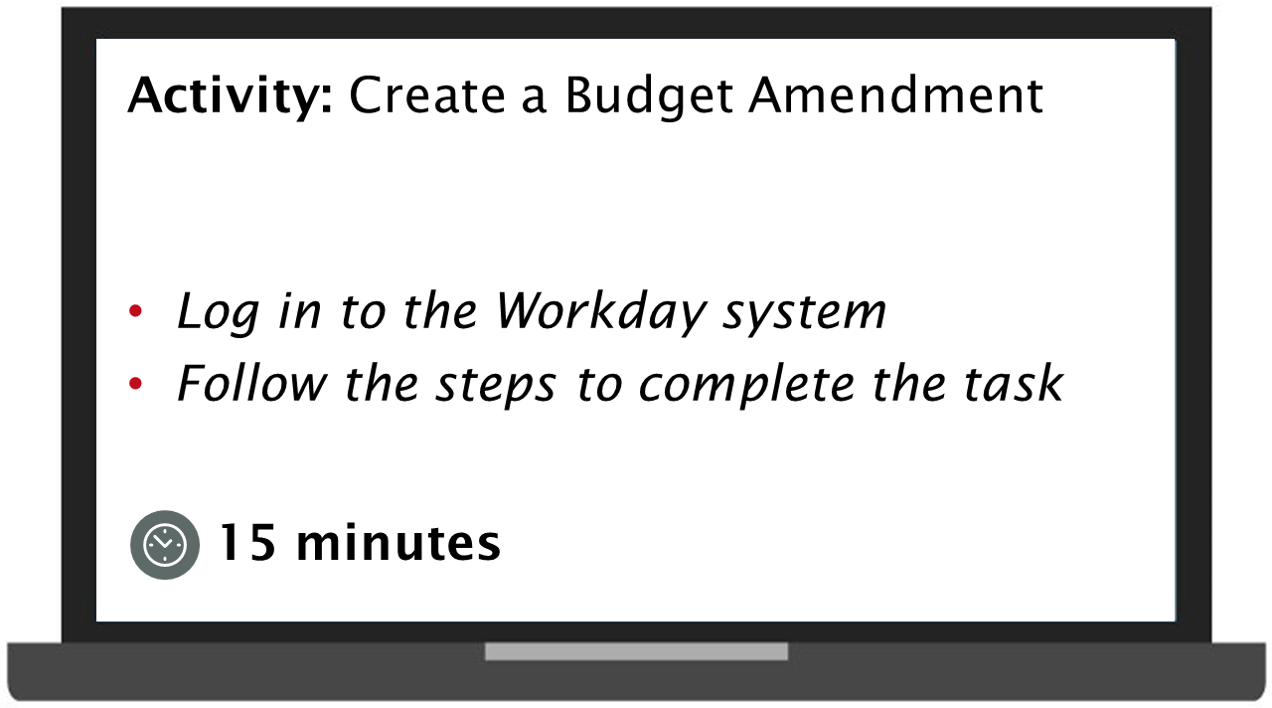 Activity: Create a Budget Amendment
• Log in to the Workday system
• Follow the steps to complete the task
15 minutes